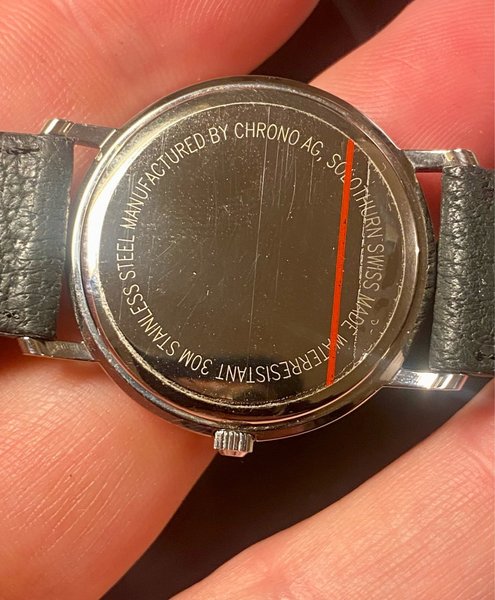 STAINLESS STEEL MANUFACTURED BY CHRONO AG, SOLOTHURN SWISS MADE WATERRESISTANT 30M